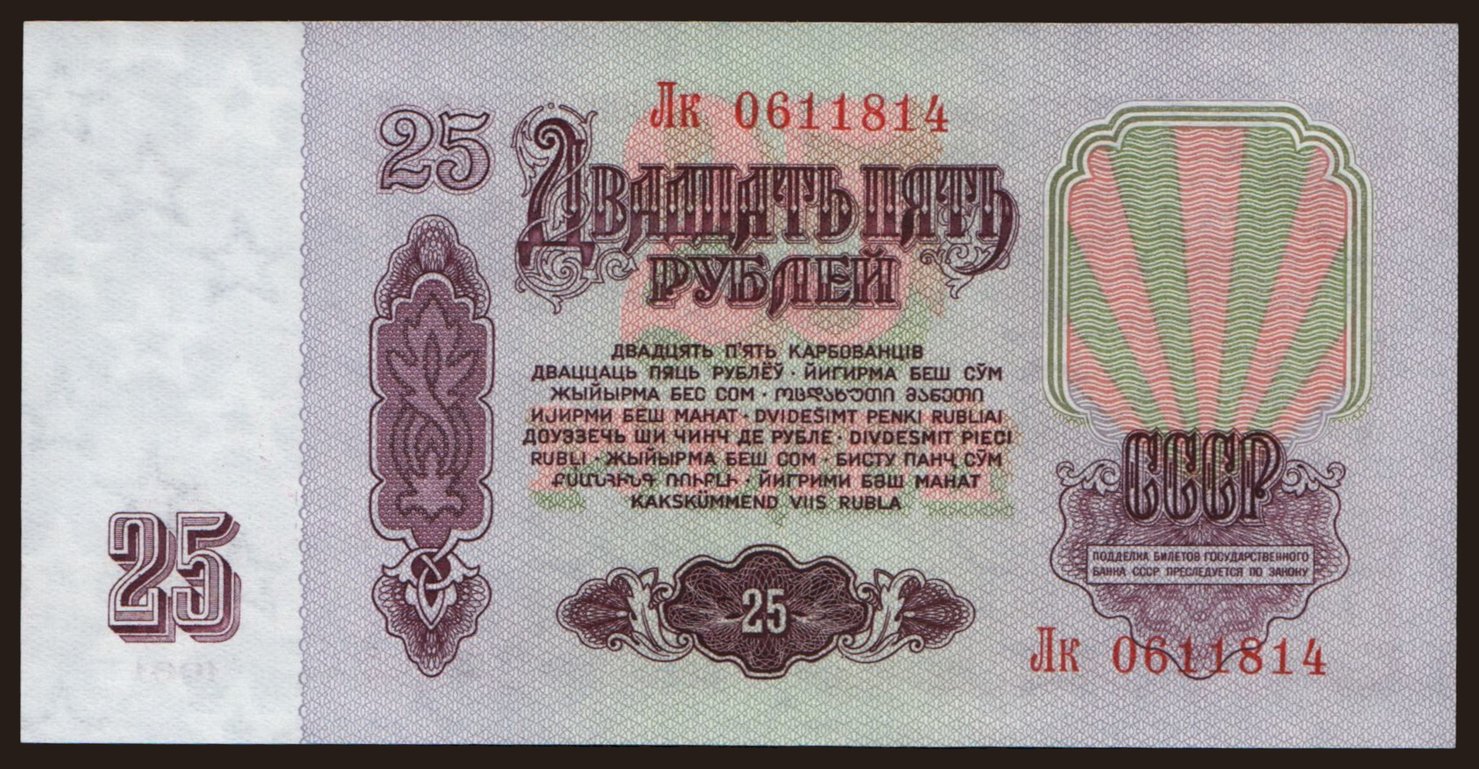 Лк 0611814
25
Двадцать пять
рублей
ДВАДЦЯТЬ П'ЯТЬ КАРБОВАНЦІВ
ДВАЦЦАЦЬ ПЯЦЬ РУБЛЁЎ · ЙИГИРМА БЕШ СЎМ
ЖЫЙЫРМА БЕС СОМ · ოცდახუთი მანეთი
ИЈИРМИ БЕШ МАНАТ · DVIDEŠIMT PENKI RUBLIAI
ДОУЭЗЕЧЬ ШИ ЧИНЧ ДЕ РУБЛЕ · DIVDESMIT PIECI
RUBĻI · ЖЫЙЫРМА БЕШ СОМ · БИСТУ ПАНҶ СӮМ
ՔՍԱՆՀԻՆԳ ՌՈՒԲԼԻ · ЙИГРИМИ БӘШ МАНАТ
KAKSKÜMMEND VIIS RUBLA
СССР
ПОДДЕЛКА БИЛЕТОВ ГОСУДАРСТВЕННОГО
БАНКА СССР ПРЕСЛЕДУЕТСЯ ПО ЗАКОНУ
25
25
Лк 0611814